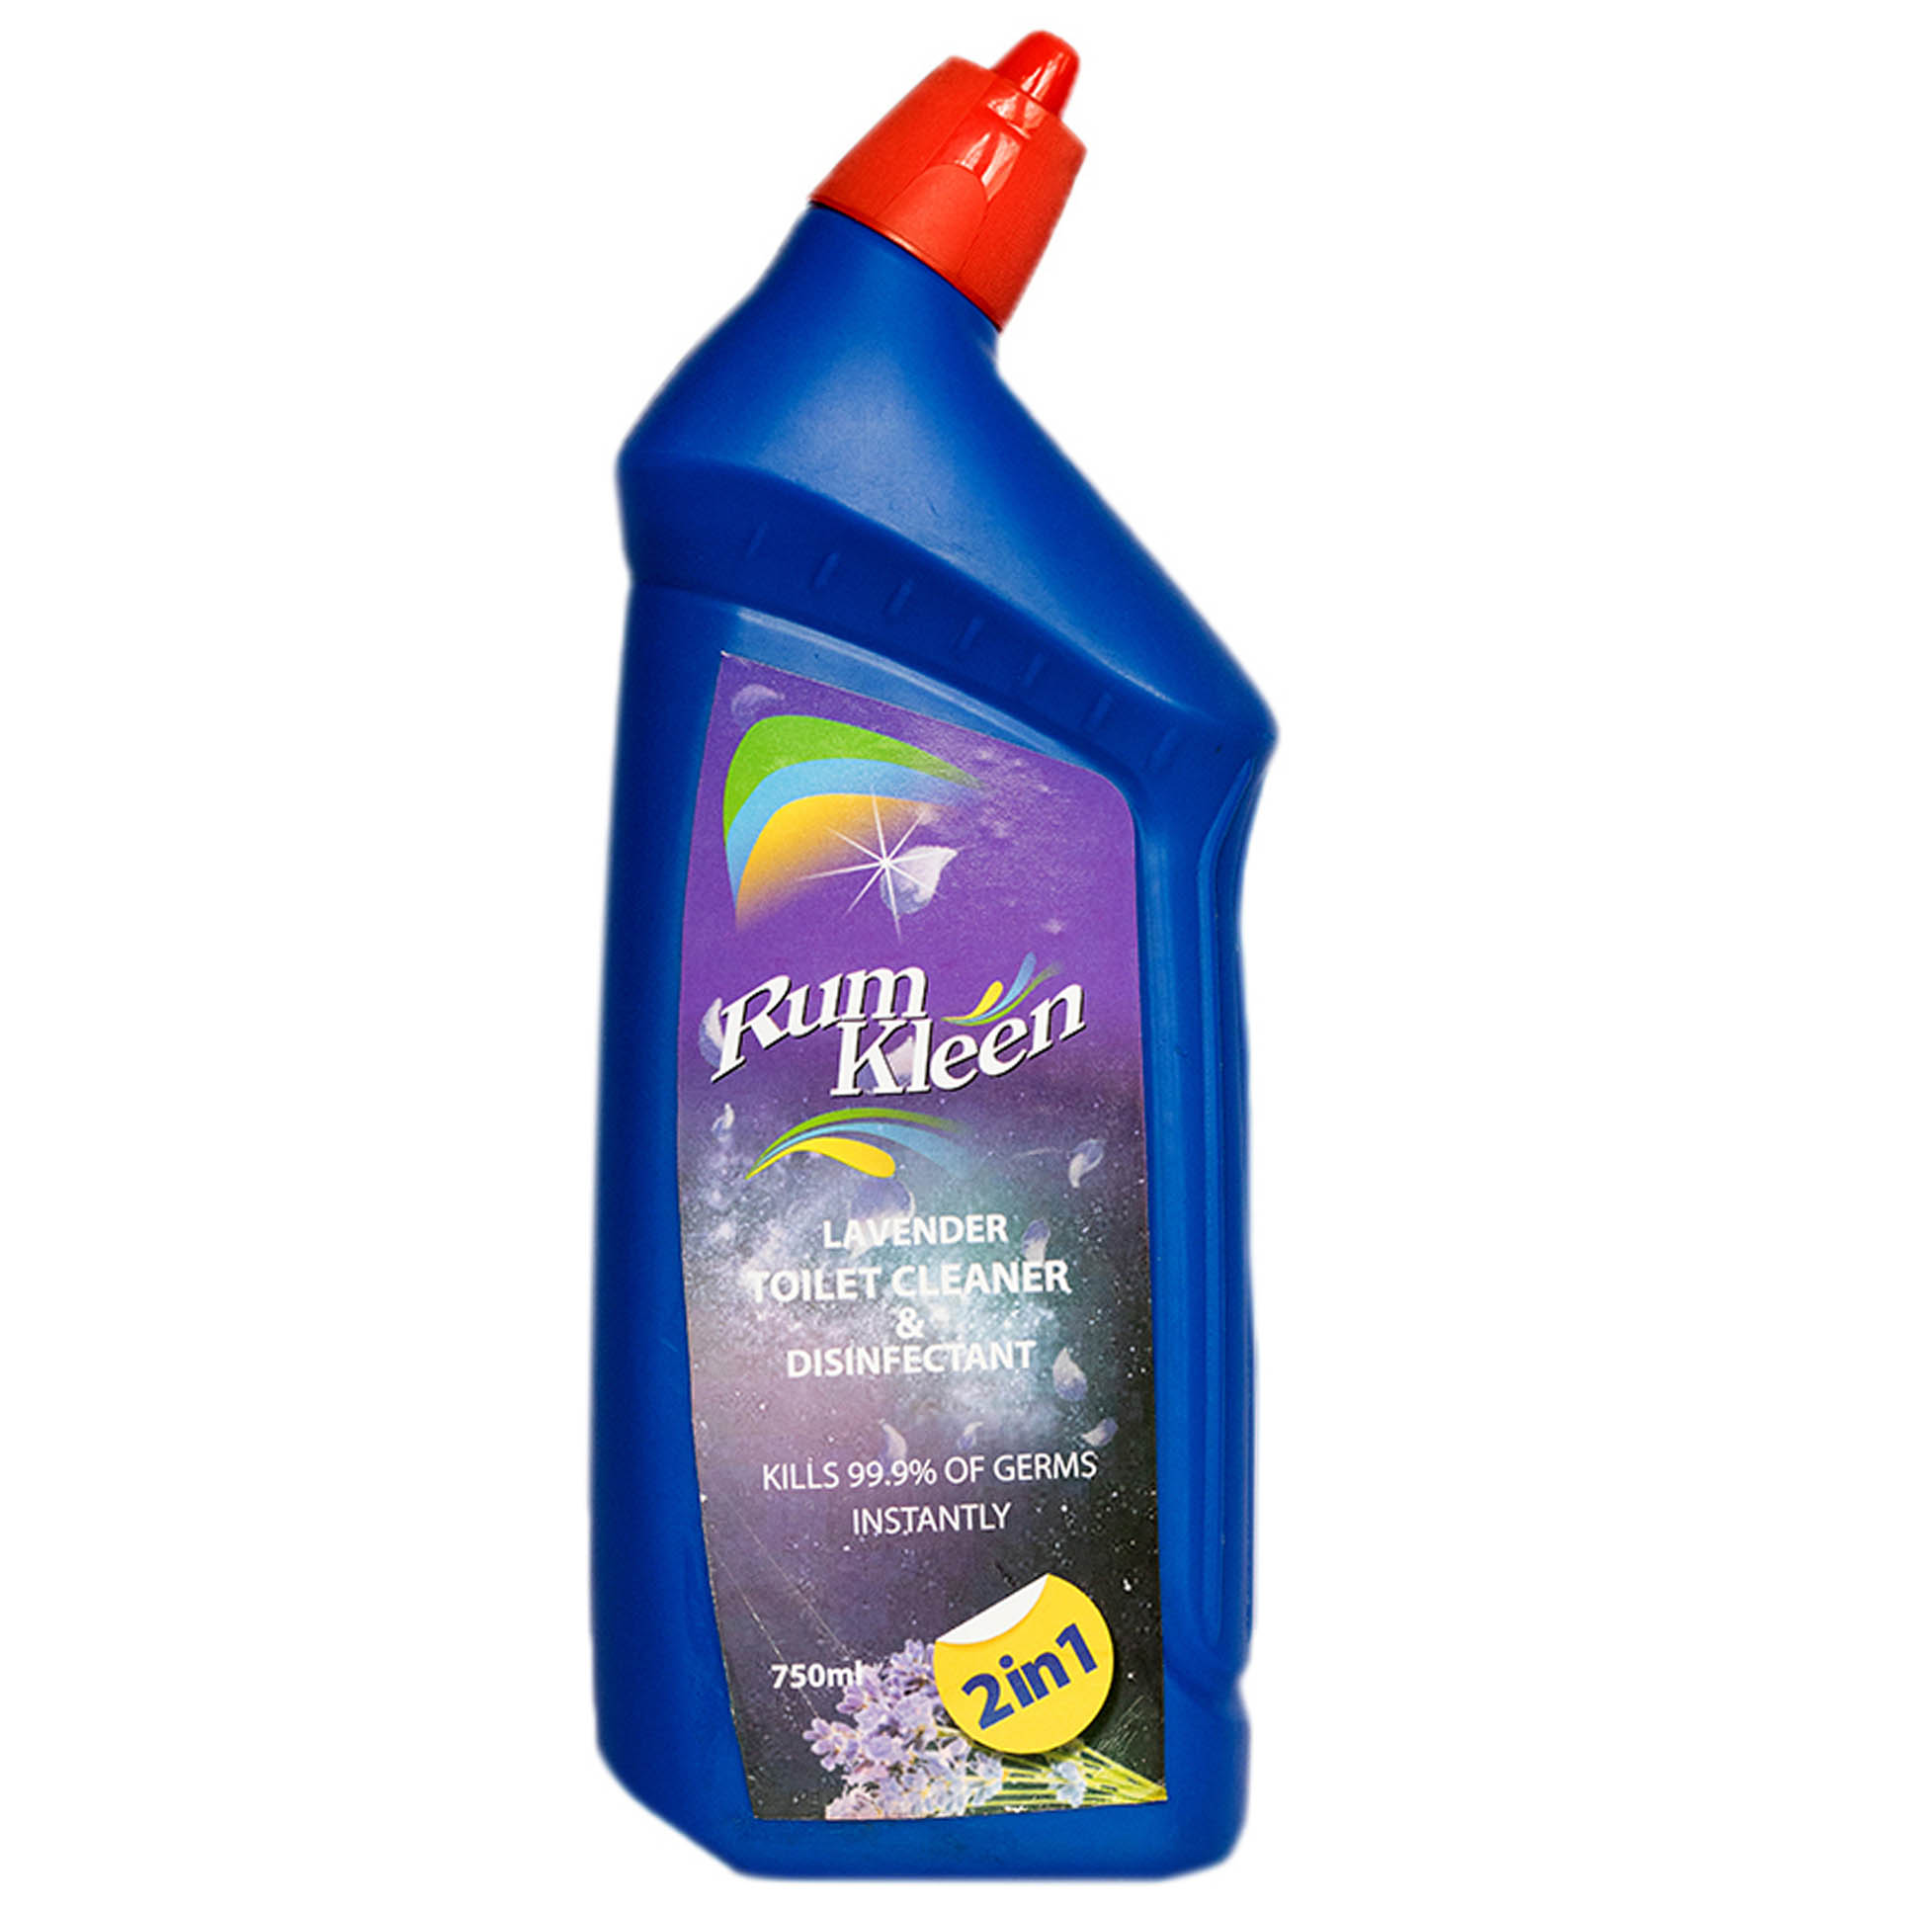 Rum
Kleen
LAVENDER
TOILET CLEANER
&
DISINFECTANT
KILLS 99.9% OF GERMS
INSTANTLY
750ml
2in1